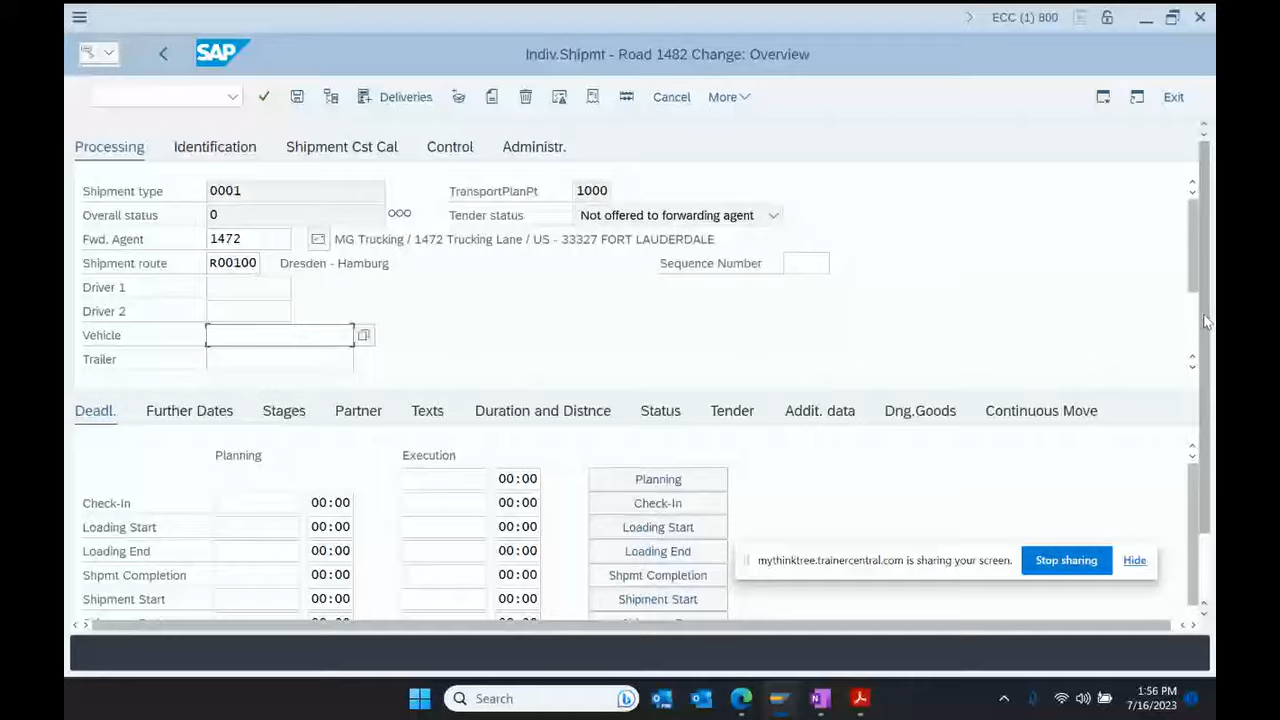 ECC (1) 800
SAP
Indiv.Shipmt - Road 1482 Change: Overview
Deliveries
Cancel
More
Exit
Processing
Identification
Shipment Cst Cal
Control
Administr.
Shipment type 0001 TransportPlanPt 1000
Overall status 0 Tender status Not offered to forwarding agent
Fwd. Agent 1472 MG Trucking / 1472 Trucking Lane / US - 33327 FORT LAUDERDALE
Shipment route R00100 Dresden - Hamburg Sequence Number
Driver 1
Driver 2
Vehicle
Trailer
Deadl. Further Dates Stages Partner Texts Duration and Distnce Status Tender Addit. data Dng.Goods Continuous Move
Planning Execution
00:00 Planning
Check-In 00:00 00:00 Check-In
Loading Start 00:00 00:00 Loading Start
Loading End 00:00 00:00 Loading End
mythinktree.trainercentral.com is sharing your screen. Stop sharing Hide
Shpmt Completion 00:00 00:00 Shpmt Completion
Shipment Start 00:00 00:00 Shipment Start
Search
1:56 PM
7/16/2023